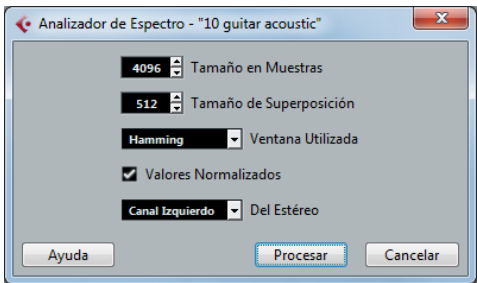 Analizador de Espectro - "10 guitar acoustic"
4096 Tamaño en Muestras
512 Tamaño de Superposición
Hamming Ventana Utilizada
Valores Normalizados
Canal Izquierdo Del Estéreo
Ayuda Procesar Cancelar